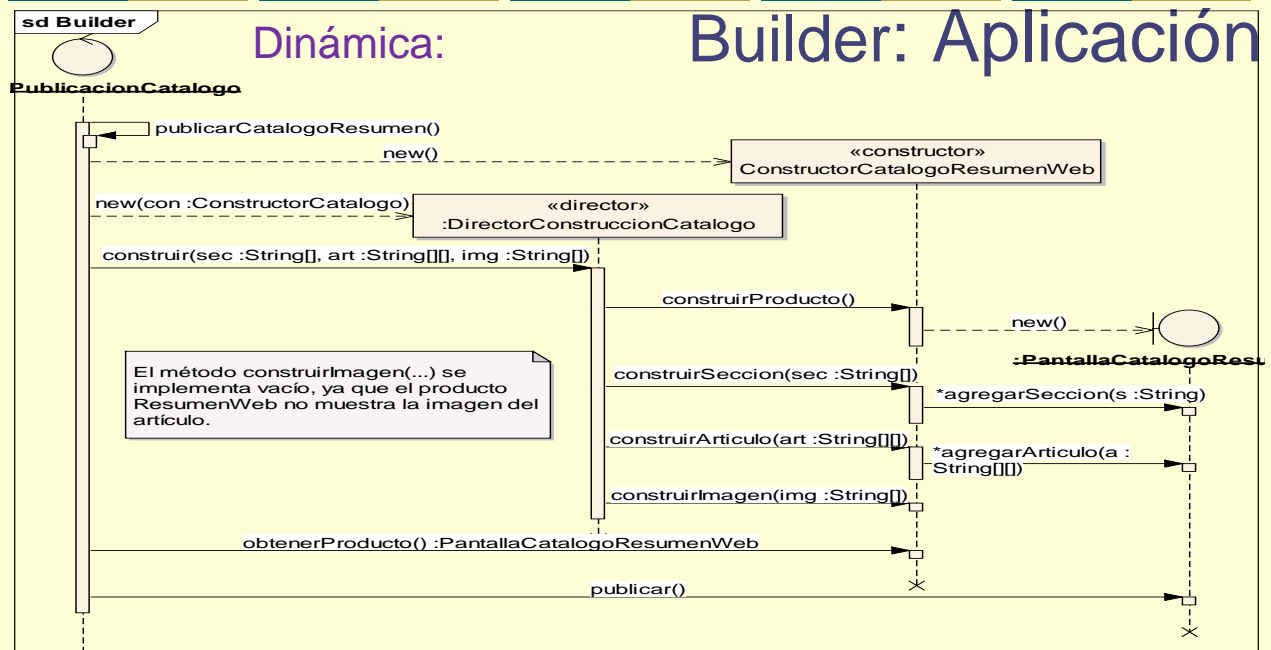 sd Builder
Dinámica:
Builder: Aplicación
PublicacionCatalogo
publicarCatalogoResumen()
new()
«constructor»
ConstructorCatalogoResumenWeb
new(con :ConstructorCatalogo)
«director»
:DirectorConstruccionCatalogo
construir(sec :String[], art :String[][], img :String[])
construirProducto()
new()
:PantallaCatalogoResu
El método construirImagen(...) se
implementa vacío, ya que el producto
ResumenWeb no muestra la imagen del
artículo.
construirSeccion(sec :String[])
*agregarSeccion(s :String)
construirArticulo(art :String[][])
*agregarArticulo(a :
String[][])
construirImagen(img :String[])
obtenerProducto() :PantallaCatalogoResumenWeb
publicar()